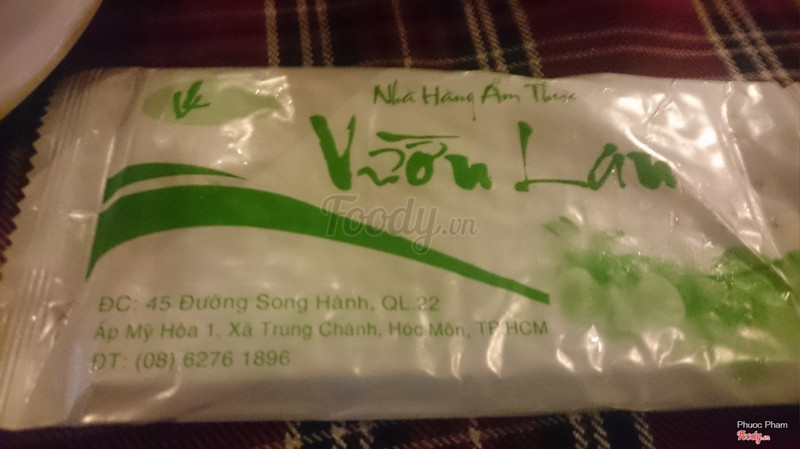 VL
Nhà Hàng Ẩm Thực
Vườn Lan
Foody.vn
ĐC: 45 Đường Song Hành, QL.22
Ấp Mỹ Hòa 1, Xã Trung Chánh, Hóc Môn, TP.HCM
ĐT: (08) 6276 1896
Phuoc Pham
Foody.vn